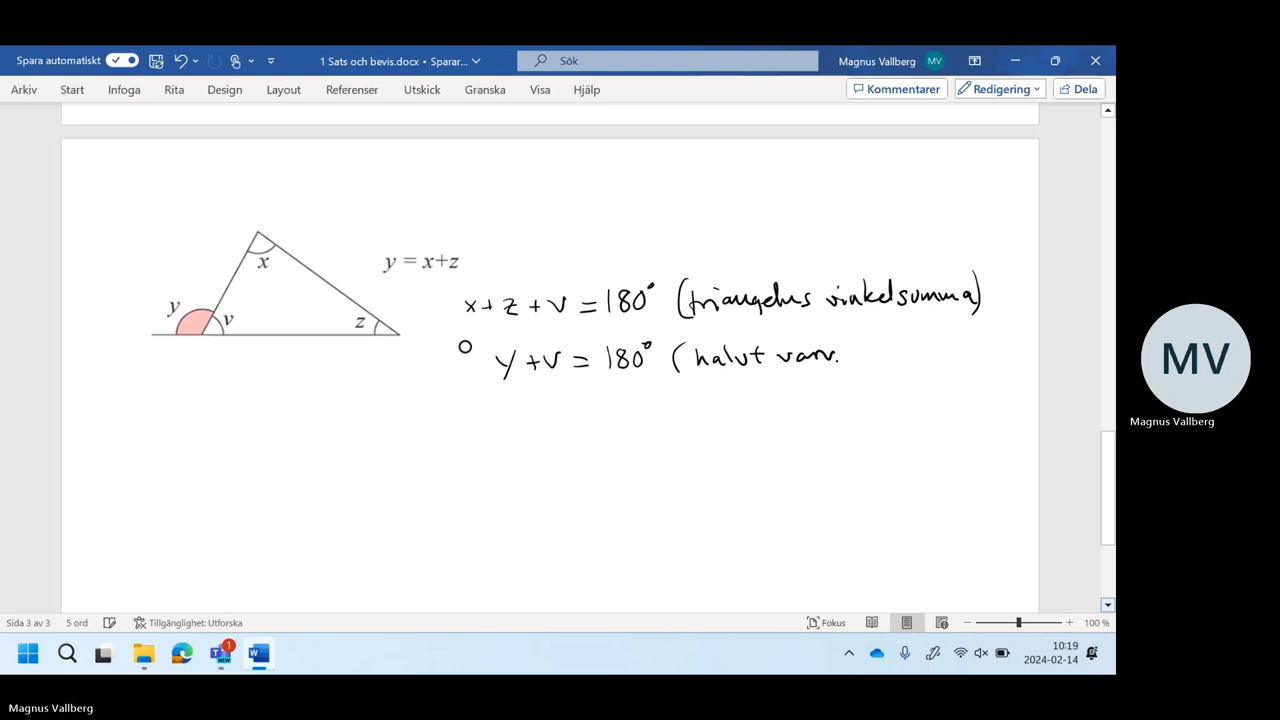 Spara automatiskt
1 Sats och bevis.docx • Sparar...
Sök
Magnus Vallberg
MV
Arkiv Start Infoga Rita Design Layout Referenser Utskick Granska Visa Hjälp
Kommentarer
Redigering
Dela
x
y = x+z
y
v
z
x + z + v = 180° (triangelns vinkelsumma)
y + v = 180° (halvt varv.
MV
Magnus Vallberg
Sida 3 av 3 5 ord Tillgänglighet: Utforska
Fokus
100 %
1
NEW
W
10:19
2024-02-14
Magnus Vallberg